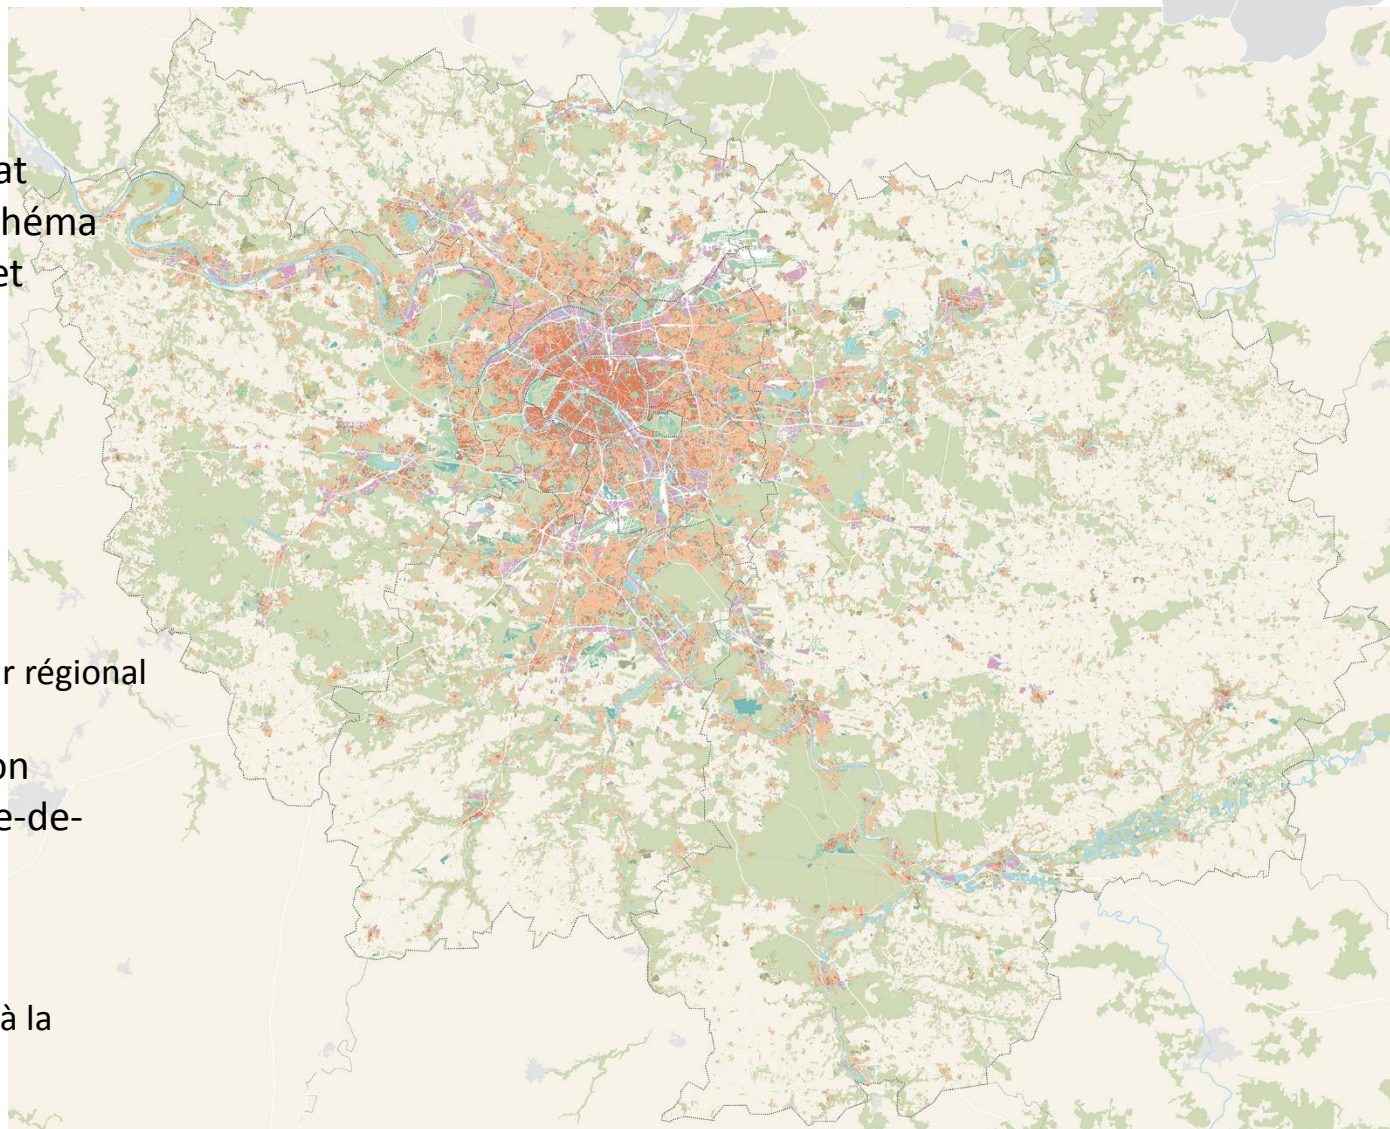 at
héma
et
r régional
on
e-de-
à la